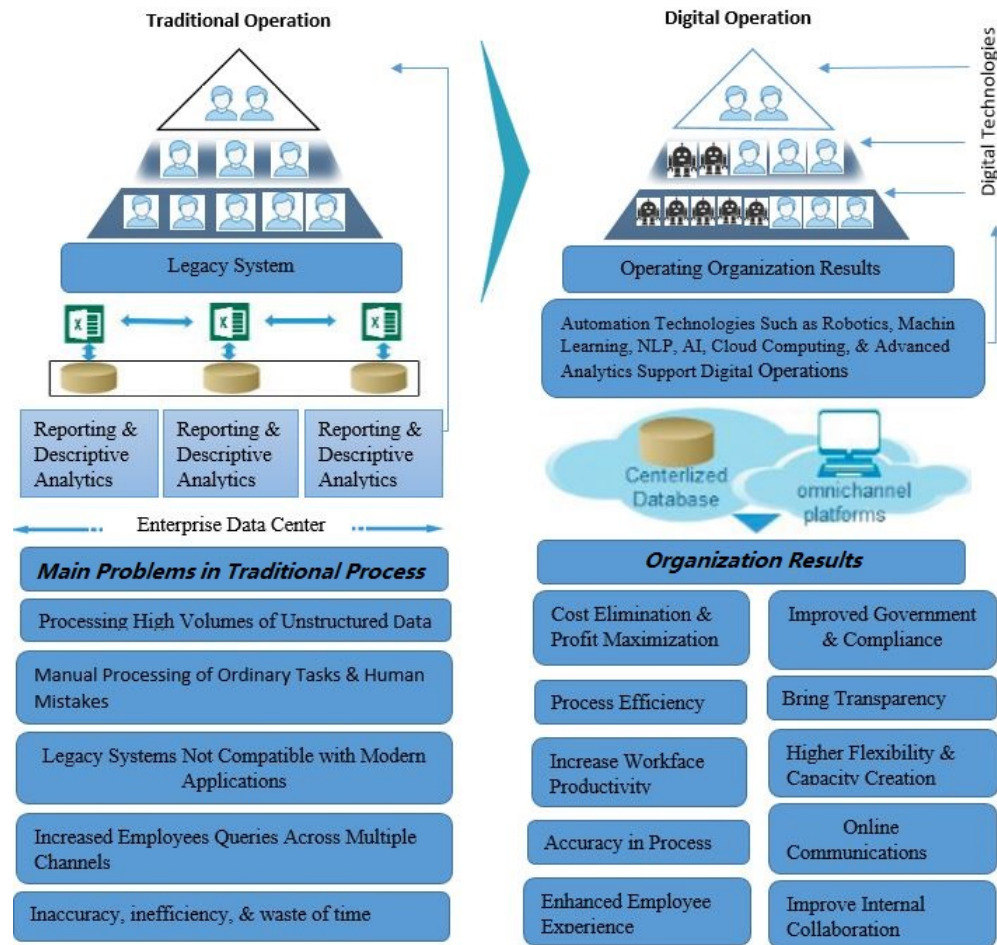 Traditional Operation
Legacy System
Reporting &
Descriptive
Analytics
Reporting &
Descriptive
Analytics
Reporting &
Descriptive
Analytics
Enterprise Data Center
Main Problems in Traditional Process
Processing High Volumes of Unstructured Data
Manual Processing of Ordinary Tasks & Human
Mistakes
Legacy Systems Not Compatible with Modern
Applications
Increased Employees Queries Across Multiple
Channels
Inaccuracy, inefficiency, & waste of time
Digital Operation
Digital Technologies
Operating Organization Results
Automation Technologies Such as Robotics, Machin
Learning, NLP, AI, Cloud Computing, & Advanced
Analytics Support Digital Operations
Centerlized
Database
omnichannel
platforms
Organization Results
Cost Elimination &
Profit Maximization
Improved Government
& Compliance
Process Efficiency
Bring Transparency
Increase Workface
Productivity
Higher Flexibility &
Capacity Creation
Accuracy in Process
Online
Communications
Enhanced Employee
Experience
Improve Internal
Collaboration